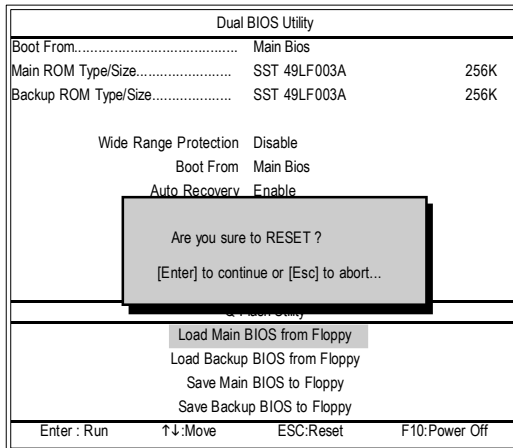 Dual BIOS Utility
Boot From........................................ Main Bios
Main ROM Type/Size........................ SST 49LF003A 256K
Backup ROM Type/Size.................... SST 49LF003A 256K
Wide Range Protection Disable
Boot From Main Bios
Auto Recovery Enable
Are you sure to RESET ?
[Enter] to continue or [Esc] to abort...
Load Main BIOS from Floppy
Load Backup BIOS from Floppy
Save Main BIOS to Floppy
Save Backup BIOS to Floppy
Enter : Run ↑↓:Move ESC:Reset F10:Power Off